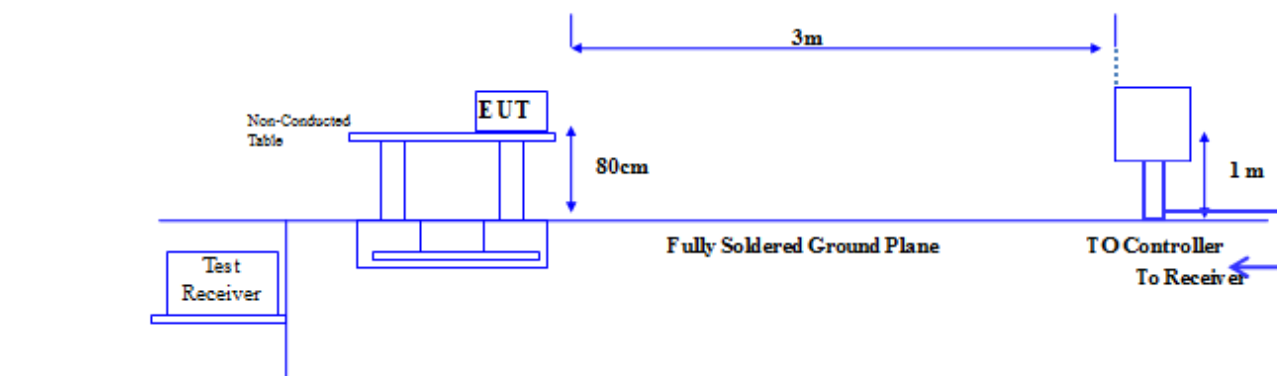 3m
EUT
Non-Conducted
Table
80cm
1 m
Fully Soldered Ground Plane
TO Controller
To Receiver
Test
Receiver